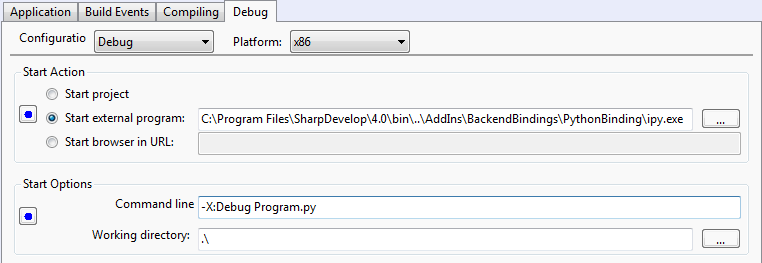 Application Build Events Compiling Debug
Configuratio Debug Platform: x86
Start Action
Start project
Start external program: C:\Program Files\SharpDevelop\4.0\bin\..\AddIns\BackendBindings\PythonBinding\ipy.exe ...
Start browser in URL:
Start Options
Command line -X:Debug Program.py
Working directory: .\ ...